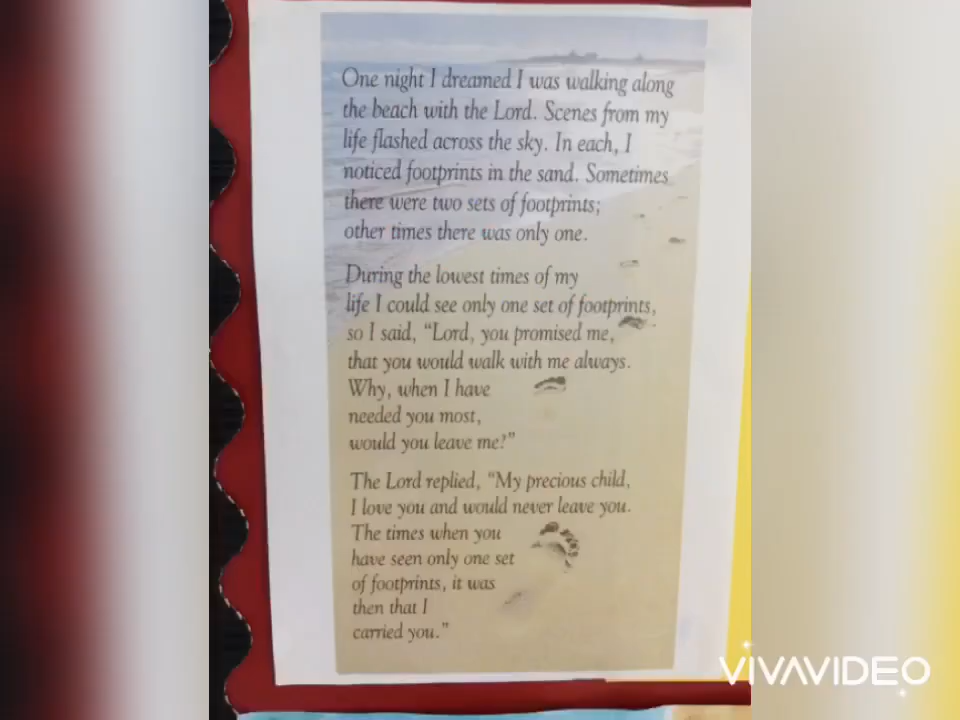 One night I dreamed I was walking along
the beach with the Lord. Scenes from my
life flashed across the sky. In each, I
noticed footprints in the sand. Sometimes
there were two sets of footprints;
other times there was only one.
During the lowest times of my
life I could see only one set of footprints,
so I said, “Lord, you promised me,
that you would walk with me always.
Why, when I have
needed you most,
would you leave me?”
The Lord replied, “My precious child,
I love you and would never leave you.
The times when you
have seen only one set
of footprints, it was
then that I
carried you.”
VIVAVIDEO